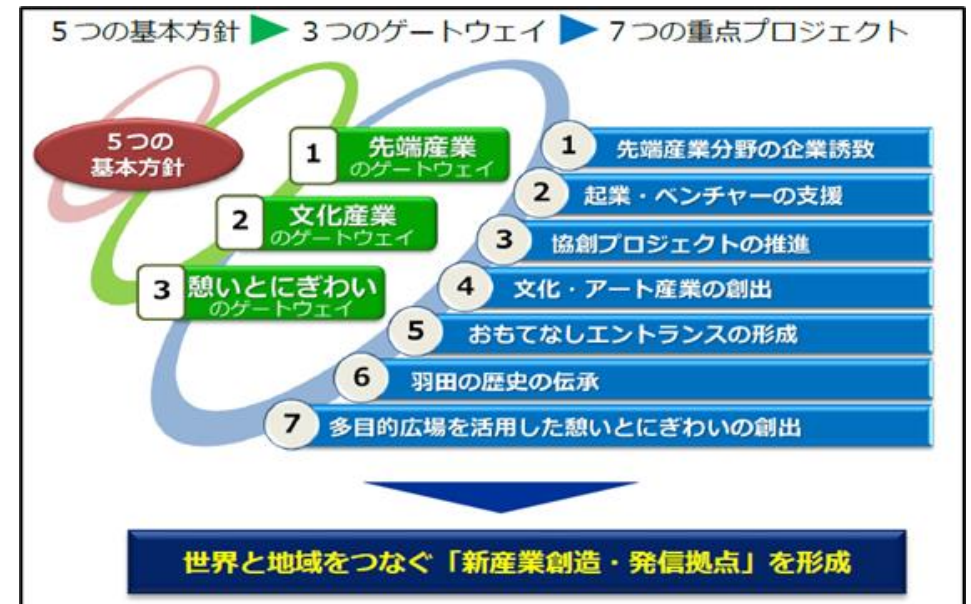 5つの基本方針 ▶ 3つのゲートウェイ ▶ 7つの重点プロジェクト
5つの
基本方針
1 先端産業
のゲートウェイ
2 文化産業
のゲートウェイ
3 憩いとにぎわい
のゲートウェイ
1 先端産業分野の企業誘致
2 起業・ベンチャーの支援
3 協創プロジェクトの推進
4 文化・アート産業の創出
5 おもてなしエントランスの形成
6 羽田の歴史の伝承
7 多目的広場を活用した憩いとにぎわいの創出
世界と地域をつなぐ「新産業創造・発信拠点」を形成